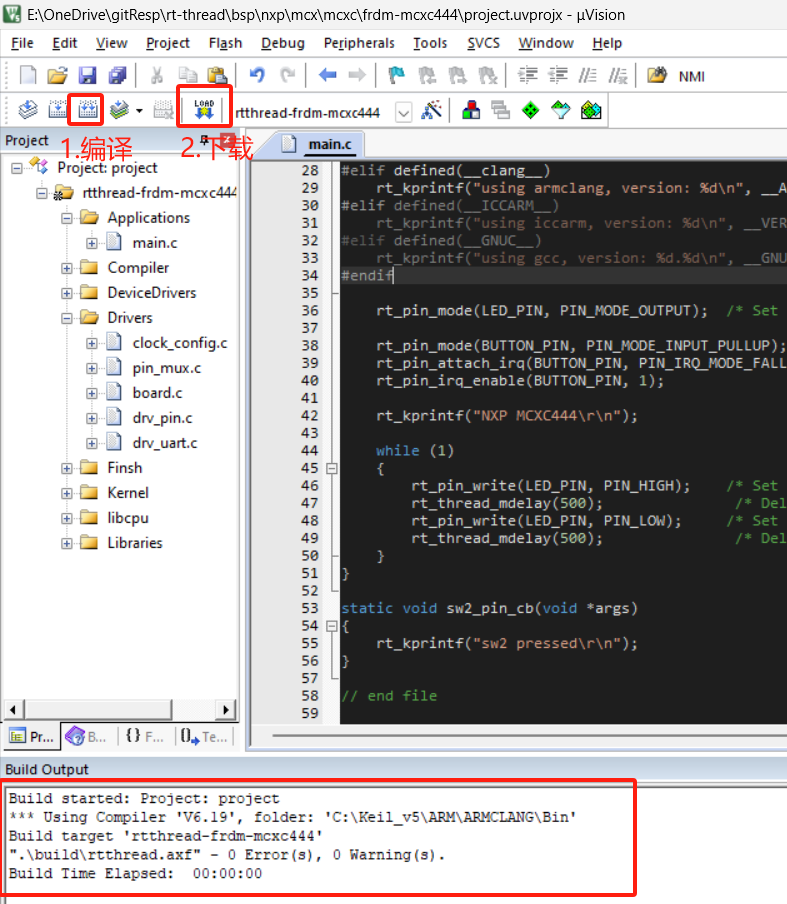 E:\OneDrive\gitResp\rt-thread\bsp\nxp\mcx\mcxc\frdm-mcxc444\project.uvprojx - µVision
File Edit View Project Flash Debug Peripherals Tools SVCS Window Help
NMI
LOAD rtthread-frdm-mcxc444
Project
1.编译 2.下载
main.c
Project: project
rtthread-frdm-mcxc444
Applications
main.c
Compiler
DeviceDrivers
Drivers
clock_config.c
pin_mux.c
board.c
drv_pin.c
drv_uart.c
Finsh
Kernel
libcpu
Libraries
28 #elif defined(__clang__)
29 rt_kprintf("using armclang, version: %d\n", __A
30 #elif defined(__ICCARM__)
31 rt_kprintf("using iccarm, version: %d\n", __VER
32 #elif defined(__GNUC__)
33 rt_kprintf("using gcc, version: %d.%d\n", __GNU
34 #endif
35
36 rt_pin_mode(LED_PIN, PIN_MODE_OUTPUT); /* Set
37
38 rt_pin_mode(BUTTON_PIN, PIN_MODE_INPUT_PULLUP);
39 rt_pin_attach_irq(BUTTON_PIN, PIN_IRQ_MODE_FALL
40 rt_pin_irq_enable(BUTTON_PIN, 1);
41
42 rt_kprintf("NXP MCXC444\r\n");
43
44 while (1)
45 {
46 rt_pin_write(LED_PIN, PIN_HIGH); /* Set
47 rt_thread_mdelay(500); /* Del
48 rt_pin_write(LED_PIN, PIN_LOW); /* Set
49 rt_thread_mdelay(500); /* Del
50 }
51 }
52
53 static void sw2_pin_cb(void *args)
54 {
55 rt_kprintf("sw2 pressed\r\n");
56 }
57
58 // end file
59
Pr... B... {} F... Te...
Build Output
Build started: Project: project
*** Using Compiler 'V6.19', folder: 'C:\Keil_v5\ARM\ARMCLANG\Bin'
Build target 'rtthread-frdm-mcxc444'
".\build\rtthread.axf" - 0 Error(s), 0 Warning(s).
Build Time Elapsed: 00:00:00